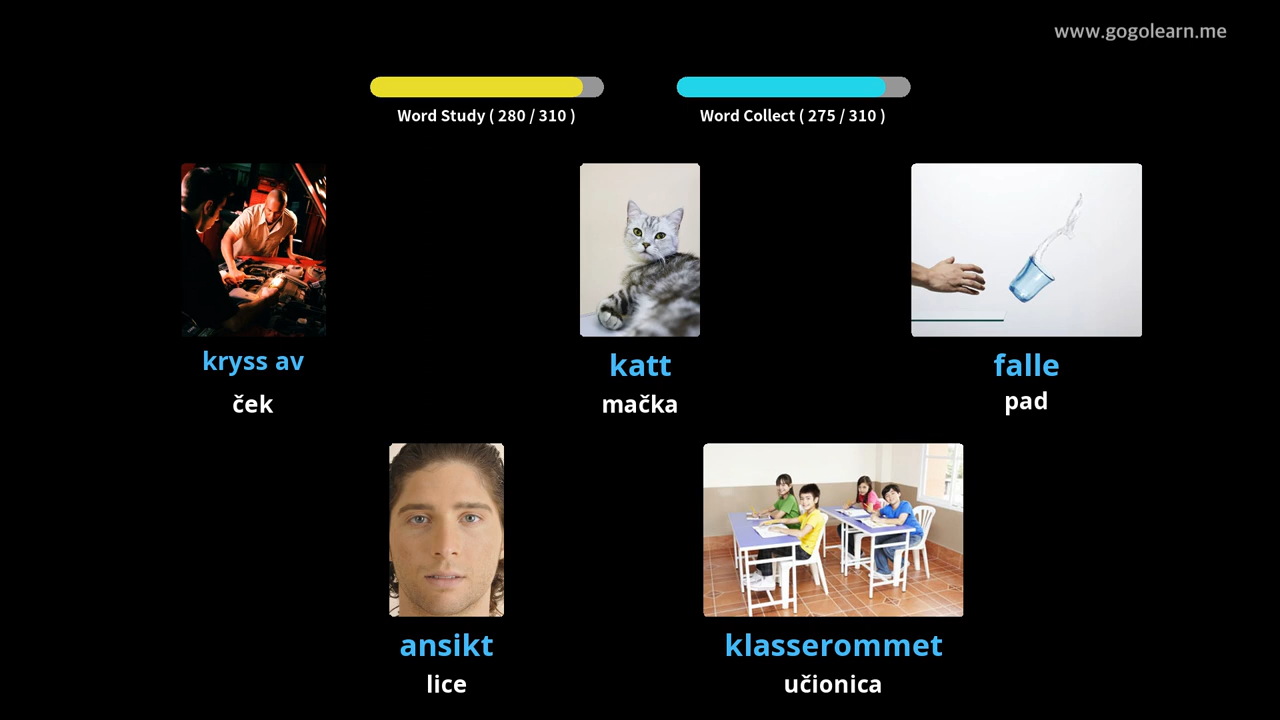 www.gogolearn.me
Word Study ( 280 / 310 )
Word Collect ( 275 / 310 )
kryss av
katt
falle
ček
mačka
pad
ansikt
klasserommet
lice
učionica